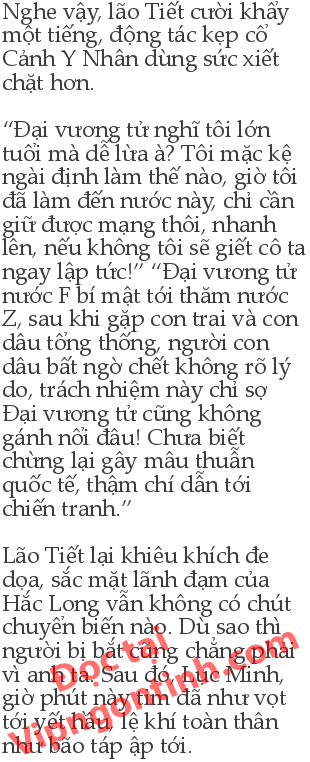 Nghe vậy, lão Tiết cười khẩy
một tiếng, động tác kẹp cổ
Cảnh Y Nhân dùng sức xiết
chặt hơn.

“Đại vương tử nghĩ tôi lớn
tuổi mà dễ lừa à? Tôi mặc kệ
ngài định làm thế nào, giờ tôi
đã làm đến nước này, chỉ cần
giữ được mạng thôi, nhanh
lên, nếu không tôi sẽ giết cô ta
ngay lập tức!” “Đại vương tử
nước F bí mật tới thăm nước
Z, sau khi gặp con trai và con
dâu tổng thống, người con
dâu bất ngờ chết không rõ lý
do, trách nhiệm này chỉ sợ
Đại vương tử cũng không
gánh nổi đâu! Chưa biết
chừng lại gây mâu thuẫn
quốc tế, thậm chí dẫn tới
chiến tranh.”

Lão Tiết lại khiêu khích đe
dọa, sắc mặt lãnh đạm của
Hắc Long vẫn không có chút
chuyển biến nào. Dù sao thì
người bị bắt cũng chẳng phải
vì anh ta. Sau đó, Lục Minh,
giờ phút này tim đã như vọt
tới yết hầu, lệ khí toàn thân
như bão táp ập tới.
Đọc tại
Vipngontinh.com